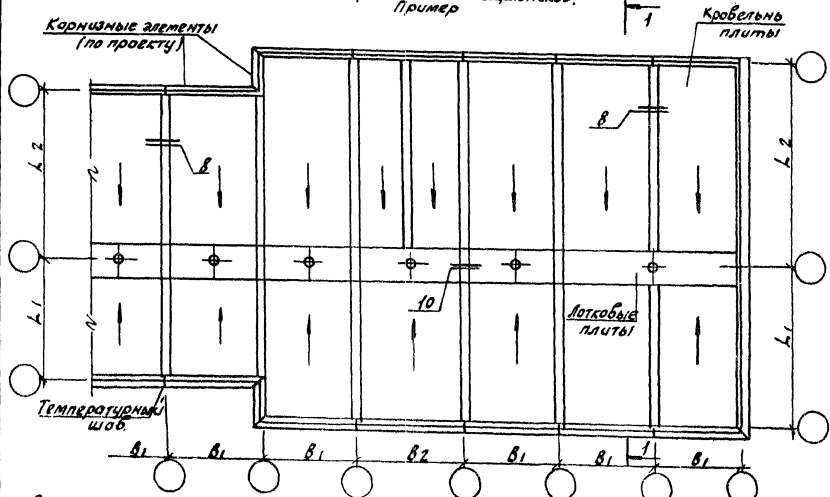 Пример
1
Карнизные элементы
(по проекту)
Кровельнь
плиты
8
8
L2
L2
10
Лотковые
плиты
L1
L1
Температурный
шов.
B1
B1
B1
B2
B1
B1
1
B1